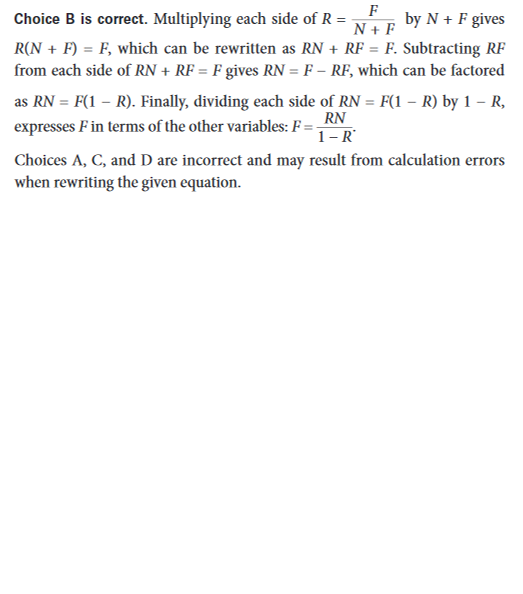 Choice B is correct. Multiplying each side of R = F / (N + F) by N + F gives
R(N + F) = F, which can be rewritten as RN + RF = F. Subtracting RF
from each side of RN + RF = F gives RN = F – RF, which can be factored
as RN = F(1 – R). Finally, dividing each side of RN = F(1 – R) by 1 – R,
expresses F in terms of the other variables: F = RN / (1 – R).
Choices A, C, and D are incorrect and may result from calculation errors
when rewriting the given equation.